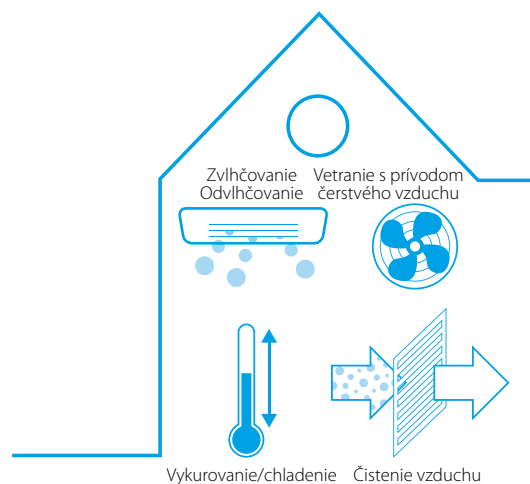 Zvlhčovanie
Odvlhčovanie
Vetranie s prívodom
čerstvého vzduchu
Vykurovanie/chladenie
Čistenie vzduchu